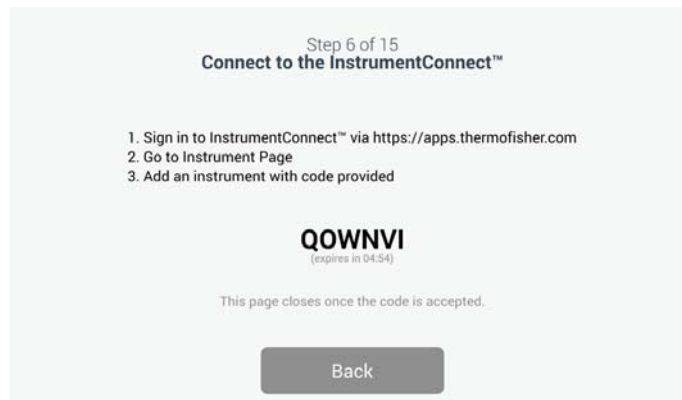 Step 6 of 15
Connect to the InstrumentConnect™
1. Sign in to InstrumentConnect™ via https://apps.thermofisher.com
2. Go to Instrument Page
3. Add an instrument with code provided
QOWNVI
(expires in 04:54)
This page closes once the code is accepted.
Back